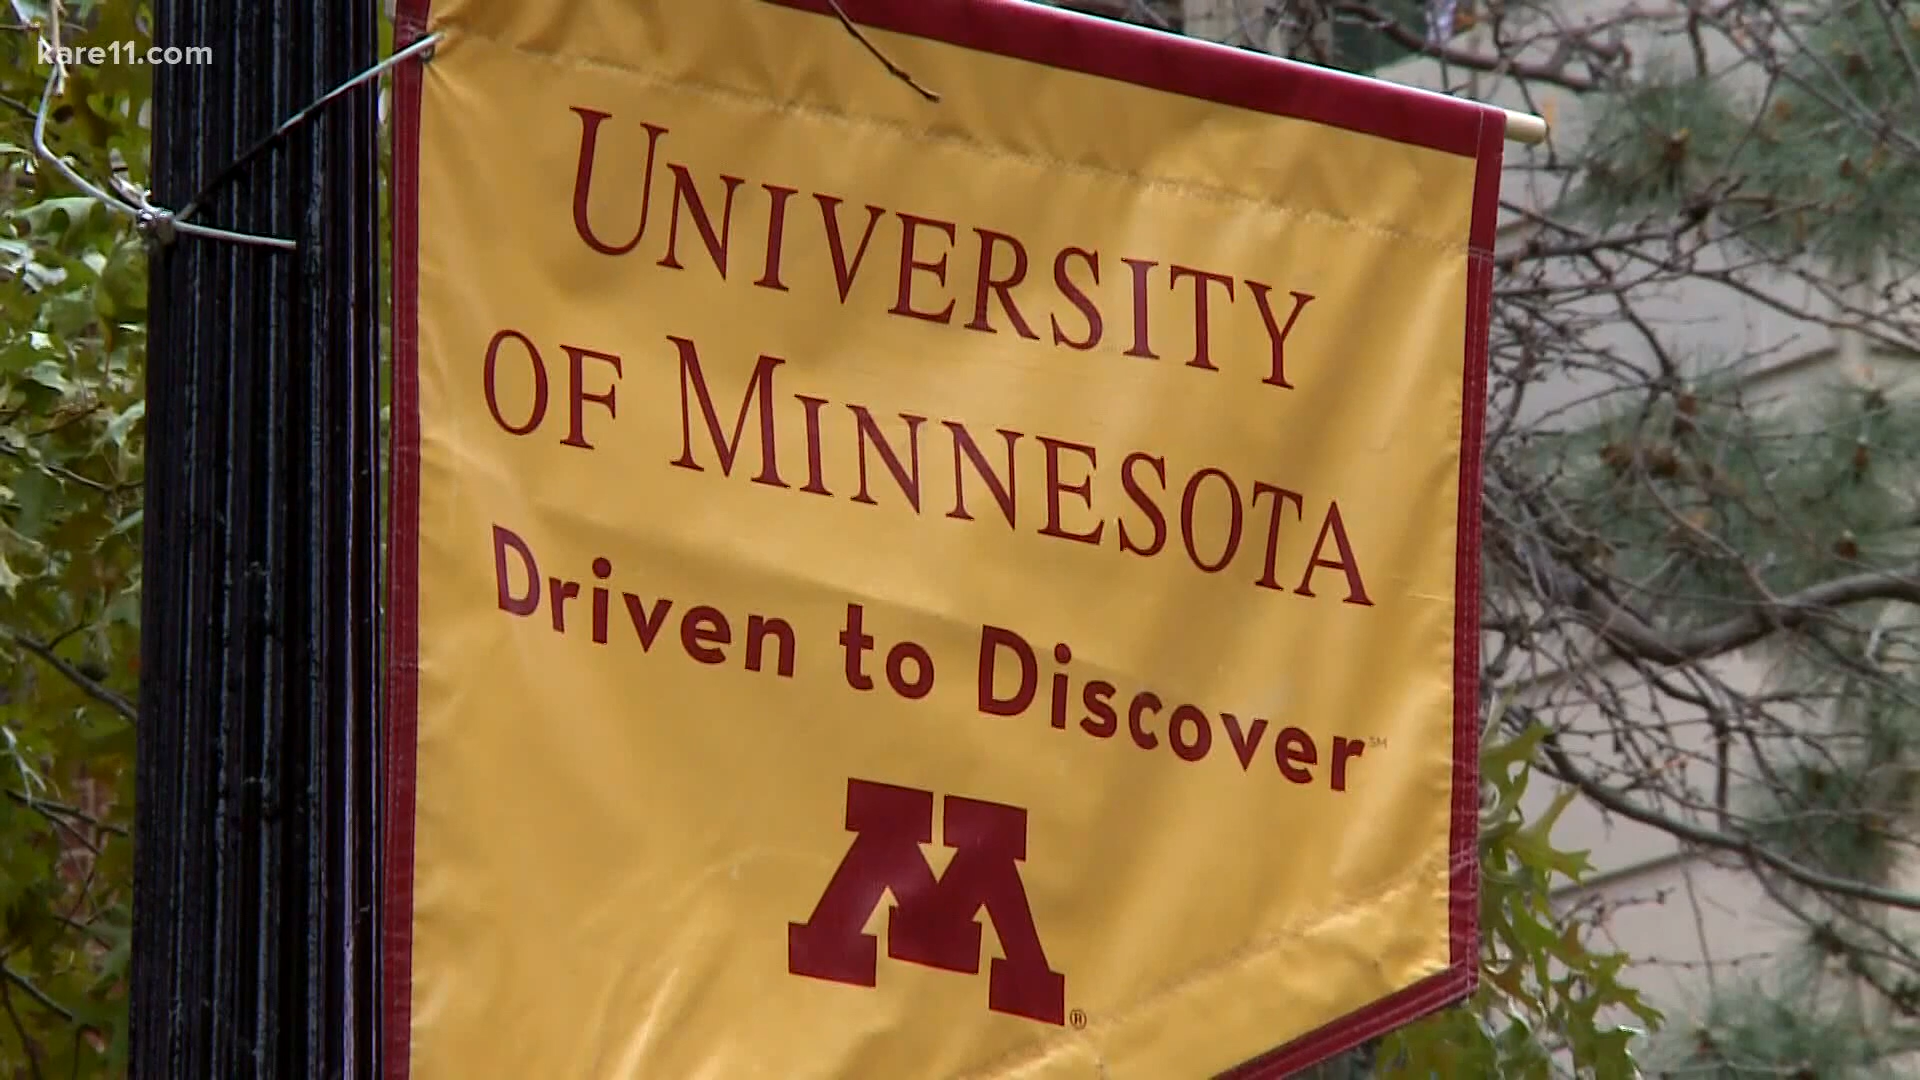 kare11.com
UNIVERSITY
OF MINNESOTA
Driven to Discover℠
M®